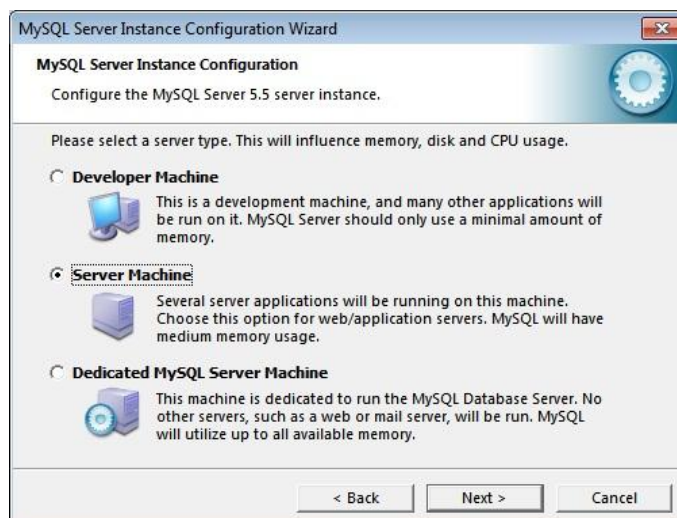 MySQL Server Instance Configuration Wizard
MySQL Server Instance Configuration
Configure the MySQL Server 5.5 server instance.
Please select a server type. This will influence memory, disk and CPU usage.
Developer Machine
This is a development machine, and many other applications will
be run on it. MySQL Server should only use a minimal amount of
memory.
Server Machine
Several server applications will be running on this machine.
Choose this option for web/application servers. MySQL will have
medium memory usage.
Dedicated MySQL Server Machine
This machine is dedicated to run the MySQL Database Server. No
other servers, such as a web or mail server, will be run. MySQL
will utilize up to all available memory.
< Back Next > Cancel